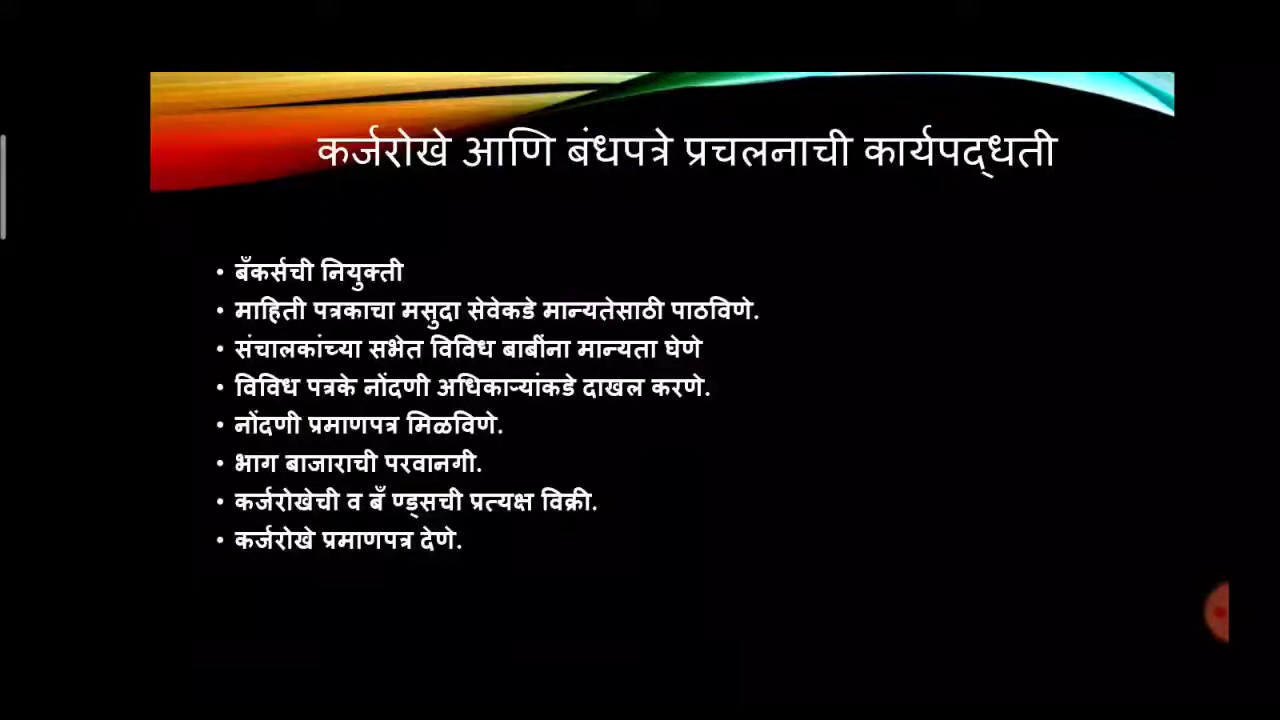 कर्जरोखे आणि बंधपत्रे प्रचलनाची कार्यपद्धती
• बँकर्सची नियुक्ती
• माहिती पत्रकाचा मसुदा सेवेकडे मान्यतेसाठी पाठविणे.
• संचालकांच्या सभेत विविध बाबींना मान्यता घेणे
• विविध पत्रके नोंदणी अधिकाऱ्यांकडे दाखल करणे.
• नोंदणी प्रमाणपत्र मिळविणे.
• भाग बाजाराची परवानगी.
• कर्जरोखेची व बँ ण्ड्सची प्रत्यक्ष विक्री.
• कर्जरोखे प्रमाणपत्र देणे.